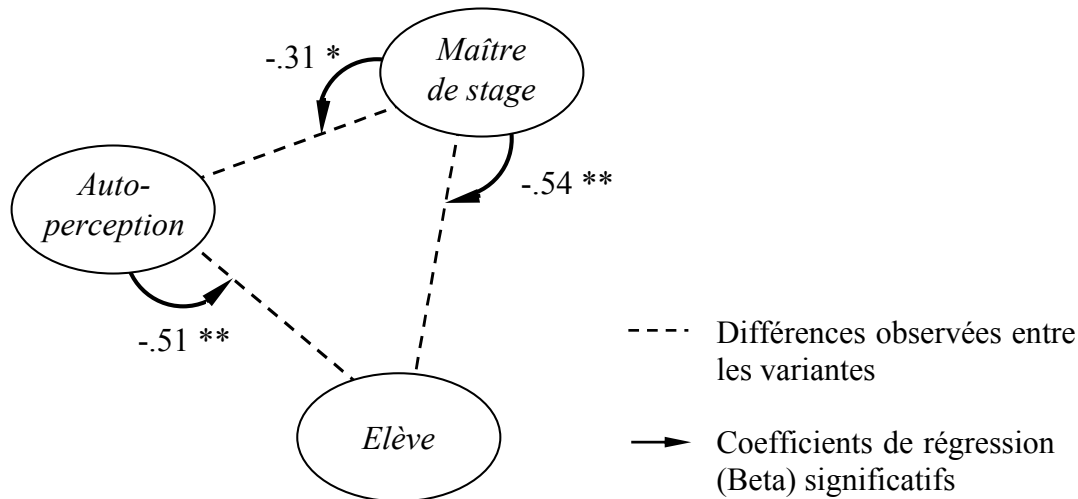 -.31 *
Maître
de stage
-.54 **
Auto-
perception
-.51 **
Elève
Différences observées entre
les variantes
Coefficients de régression
(Beta) significatifs